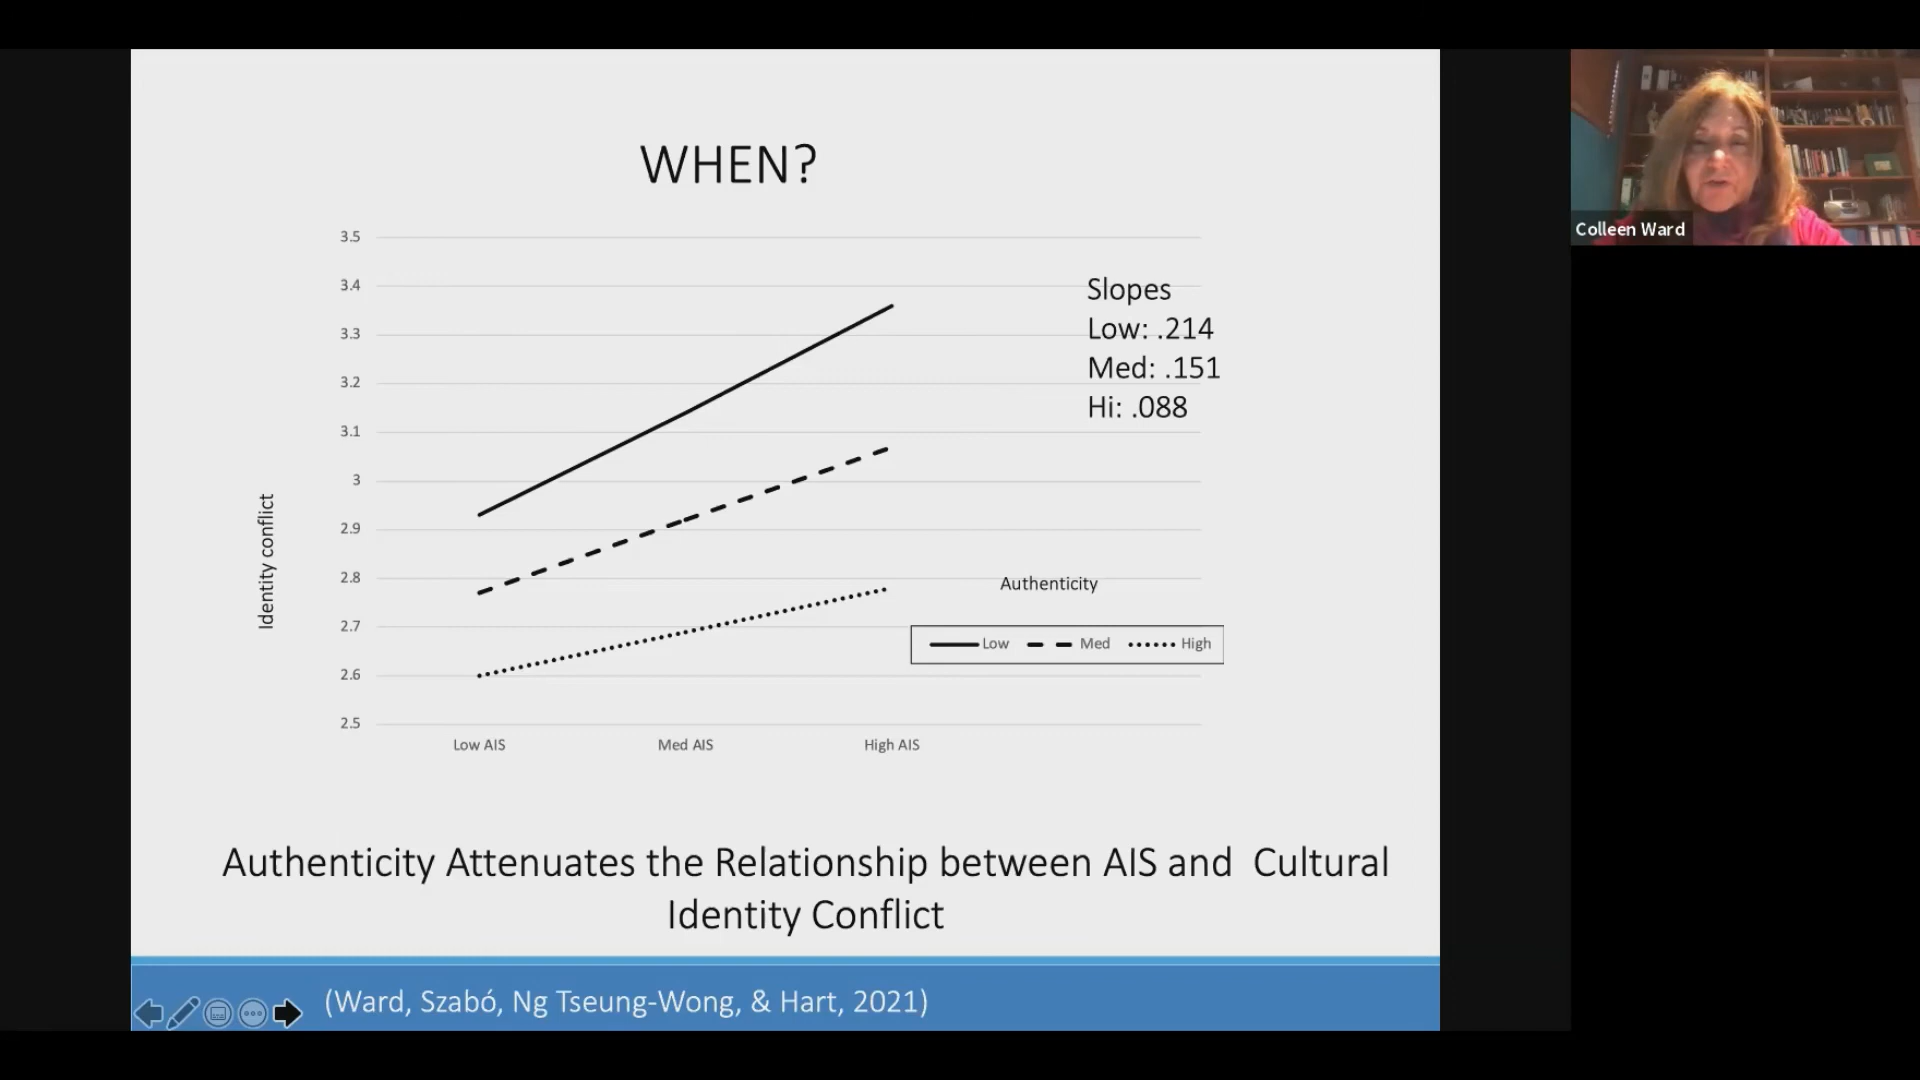 WHEN?
3.5
3.4
3.3
3.2
3.1
3
2.9
2.8
2.7
2.6
2.5
Identity conflict
Low AIS
Med AIS
High AIS
Slopes
Low: .214
Med: .151
Hi: .088
Authenticity
Low
Med
High
Authenticity Attenuates the Relationship between AIS and Cultural
Identity Conflict
(Ward, Szabó, Ng Tseung-Wong, & Hart, 2021)
Colleen Ward